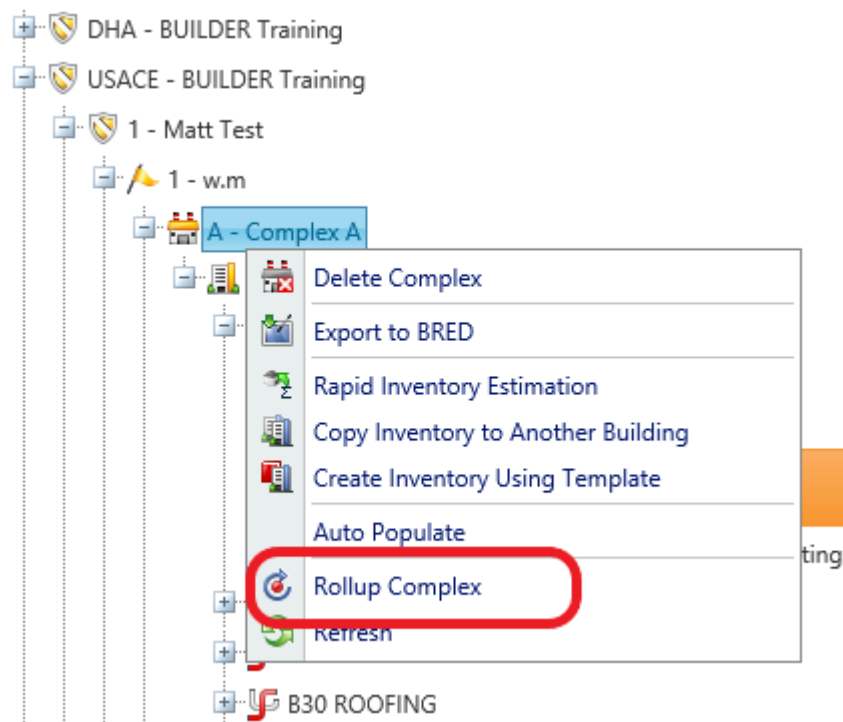 DHA - BUILDER Training
USACE - BUILDER Training
1 - Matt Test
1 - w.m
A - Complex A
Delete Complex
Export to BRED
Rapid Inventory Estimation
Copy Inventory to Another Building
Create Inventory Using Template
Auto Populate
ting
Rollup Complex
Refresh
B30 ROOFING